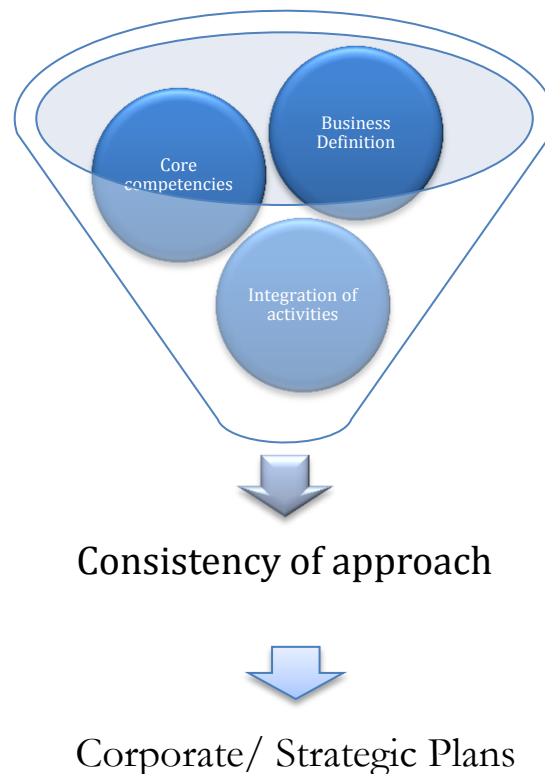 Business
Definition
Core
competencies
Integration of
activities
Consistency of approach
Corporate/ Strategic Plans